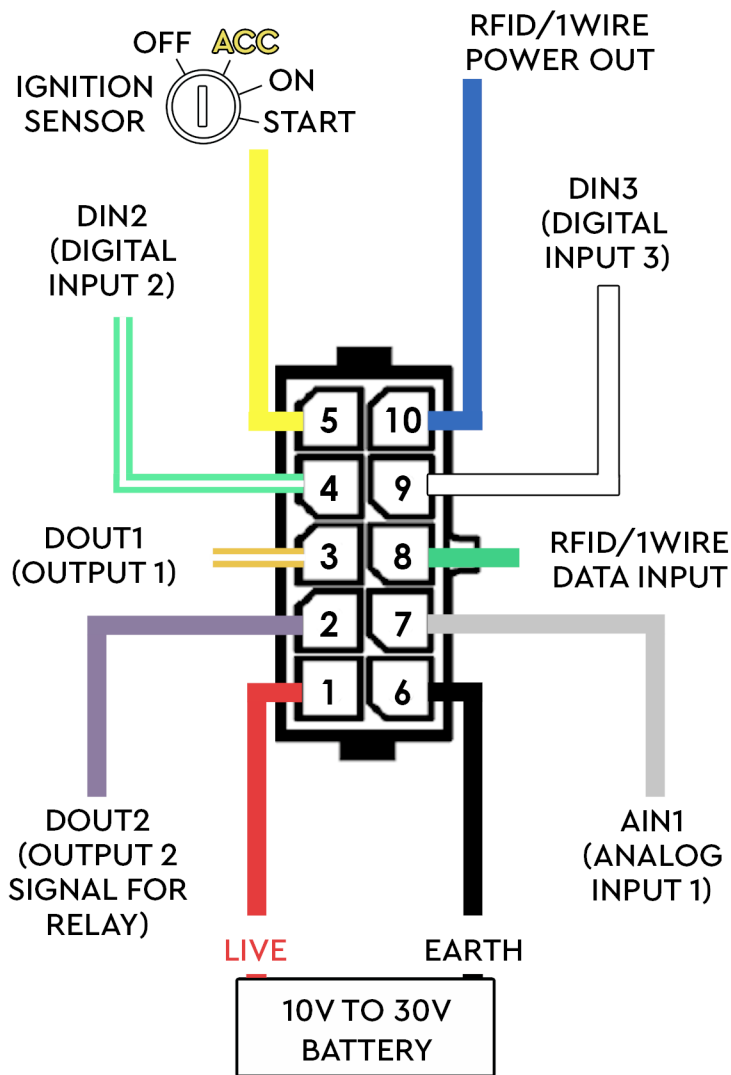 OFF
ACC
IGNITION
SENSOR
ON
START
RFID/1WIRE
POWER OUT
DIN2
(DIGITAL
INPUT 2)
DIN3
(DIGITAL
INPUT 3)
5
10
4
9
3
8
2
7
1
6
DOUT1
(OUTPUT 1)
RFID/1WIRE
DATA INPUT
DOUT2
(OUTPUT 2
SIGNAL FOR
RELAY)
AIN1
(ANALOG
INPUT 1)
LIVE
EARTH
10V TO 30V
BATTERY